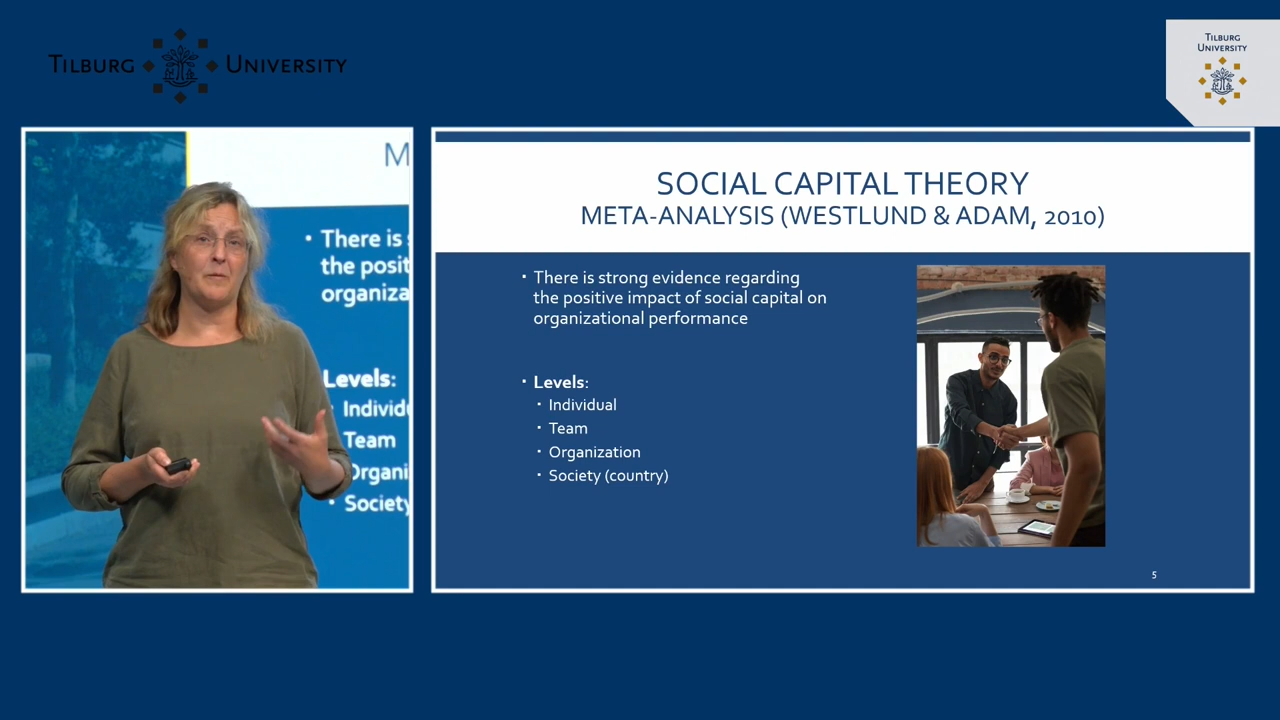 TILBURG UNIVERSITY
TILBURG
UNIVERSITY
M
• There is
the posit
organiza
Levels:
Individu
Team
Organi
• Society
SOCIAL CAPITAL THEORY
META-ANALYSIS (WESTLUND & ADAM, 2010)
• There is strong evidence regarding
the positive impact of social capital on
organizational performance
• Levels:
• Individual
• Team
• Organization
• Society (country)
5